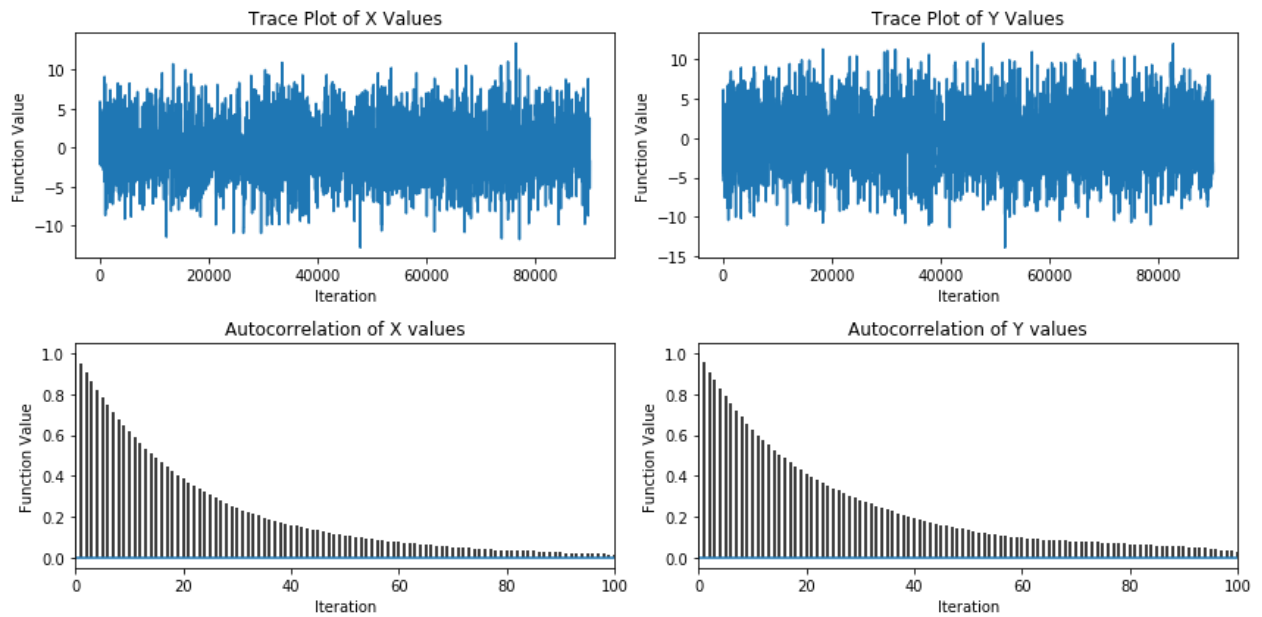 Trace Plot of X Values
Function Value
10
5
0
−5
−10
0 20000 40000 60000 80000
Iteration
Trace Plot of Y Values
Function Value
10
5
0
−5
−10
−15
0 20000 40000 60000 80000
Iteration
Autocorrelation of X values
Function Value
1.0
0.8
0.6
0.4
0.2
0.0
0 20 40 60 80 100
Iteration
Autocorrelation of Y values
Function Value
1.0
0.8
0.6
0.4
0.2
0.0
0 20 40 60 80 100
Iteration